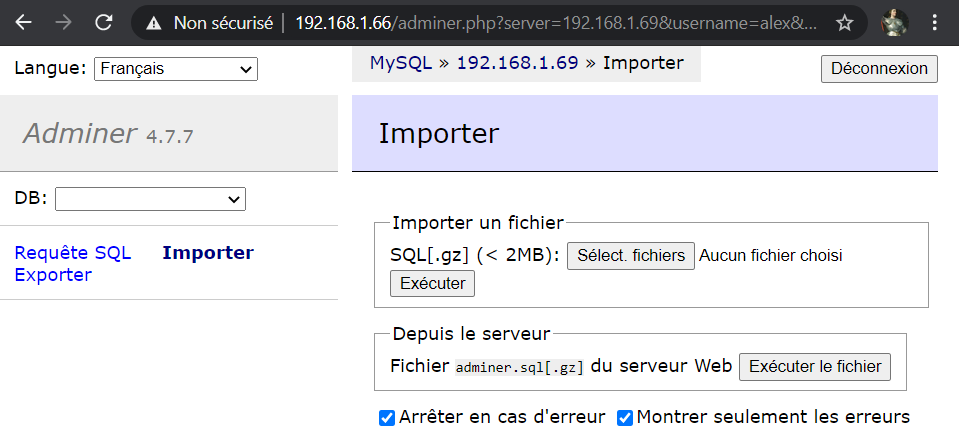 Non sécurisé | 192.168.1.66/adminer.php?server=192.168.1.69&username=alex&...
Langue: Français
MySQL » 192.168.1.69 » Importer
Déconnexion
Adminer 4.7.7
Importer
DB:
Requête SQL Importer
Exporter
Importer un fichier
SQL[.gz] (< 2MB): Sélect. fichiers Aucun fichier choisi
Exécuter
Depuis le serveur
Fichier adminer.sql[.gz] du serveur Web Exécuter le fichier
Arrêter en cas d'erreur Montrer seulement les erreurs